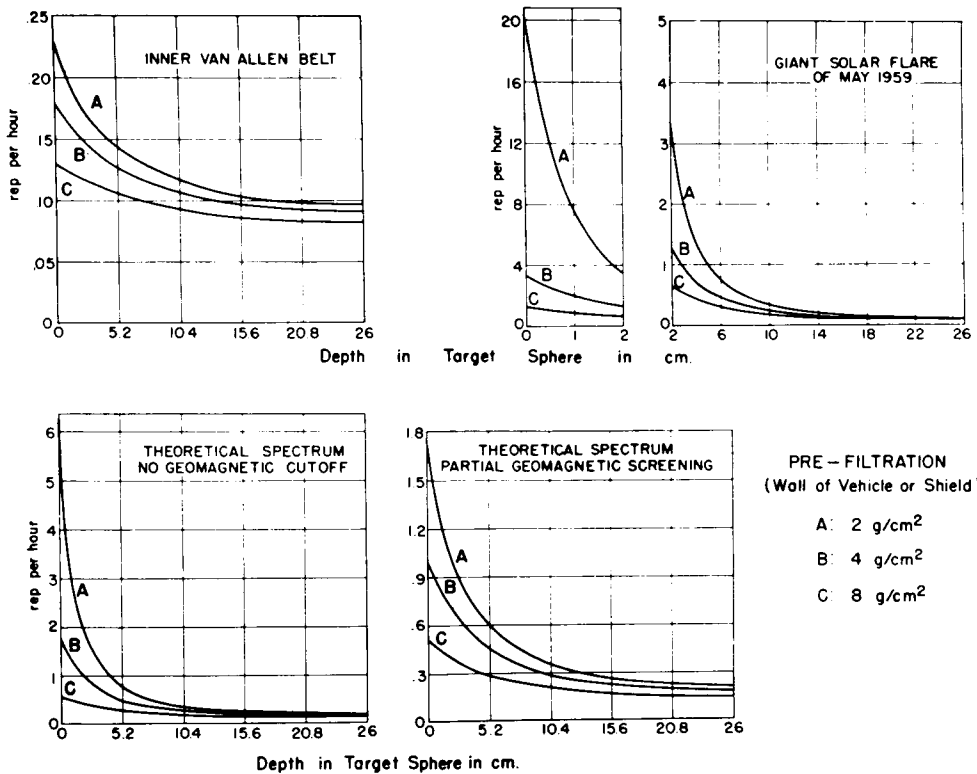 INNER VAN ALLEN BELT
rep per hour
.25
.20
.15
.10
.05
0
A
B
C
0 5.2 10.4 15.6 20.8 26
rep per hour
20
16
12
8
4
0
A
B
C
0 1 2
GIANT SOLAR FLARE
OF MAY 1959
5
4
3
2
1
0
A
B
C
2 6 10 14 18 22 26
Depth in Target Sphere in cm.
THEORETICAL SPECTRUM
NO GEOMAGNETIC CUTOFF
rep per hour
6
5
4
3
2
1
0
A
B
C
0 5.2 10.4 15.6 20.8 26
THEORETICAL SPECTRUM
PARTIAL GEOMAGNETIC SCREENING
1.8
1.5
1.2
.9
.6
.3
0
A
B
C
0 5.2 10.4 15.6 20.8 26
Depth in Target Sphere in cm.
PRE-FILTRATION
(Wall of Vehicle or Shield
A: 2 g/cm²
B: 4 g/cm²
C: 8 g/cm²